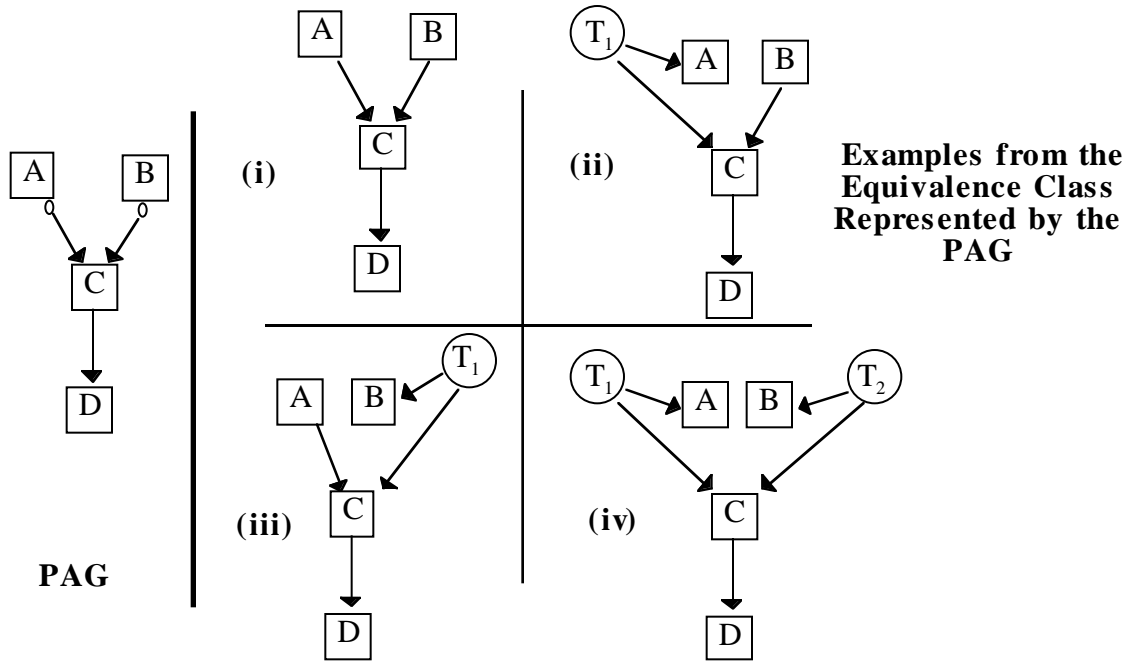 A B
C
D
PAG
A B
(i)
C
D
T1
A B
(ii)
C
D
Examples from the
Equivalence Class
Represented by the
PAG
T1
A B
C
(iii)
D
T1 T2
A B
C
(iv)
D